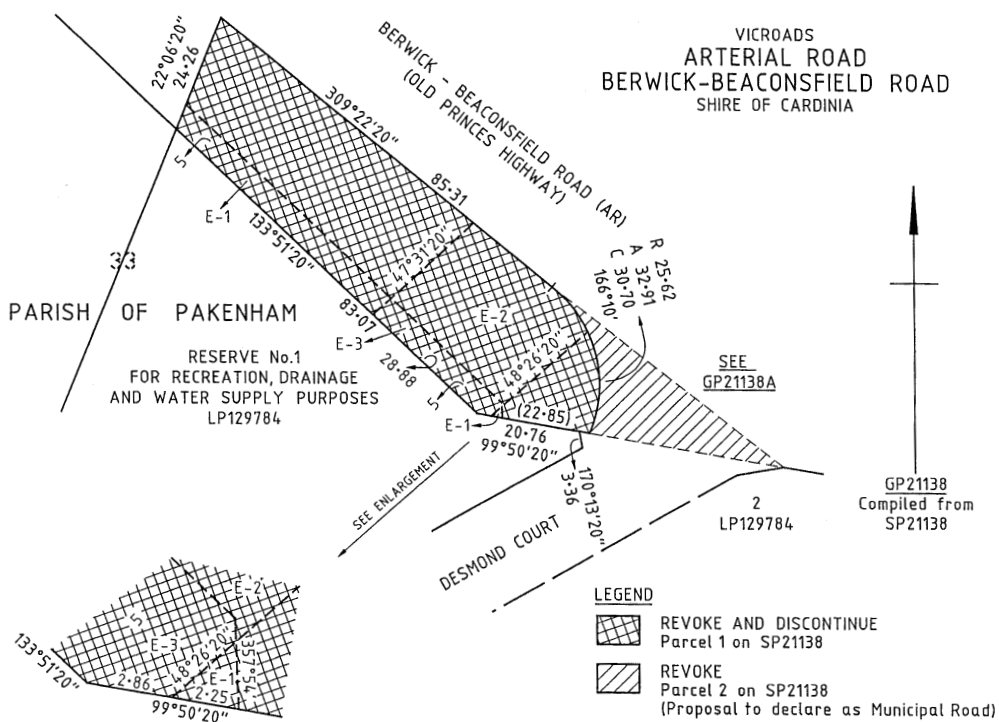 VICROADS
ARTERIAL ROAD
BERWICK-BEACONSFIELD ROAD
SHIRE OF CARDINIA
BERWICK - BEACONSFIELD ROAD (AR)
(OLD PRINCES HIGHWAY)
22°06'20"
24·26
309°22'20"
85·31
5
E-1
133°51'20"
83·07
47°31'20"
E-2
E-3
28·88
5
48°26'20"
(22·85)
E-1
20·76
99°50'20"
R 25·62
A 32·91
C 30·70
166°10'
33
PARISH OF PAKENHAM
RESERVE No.1
FOR RECREATION, DRAINAGE
AND WATER SUPPLY PURPOSES
LP129784
SEE
GP21138A
170°13'20"
3·36
SEE ENLARGEMENT
DESMOND COURT
2
LP129784
GP21138
Compiled from
SP21138
E-2
5
E-3
48°26'20"
357°54'
E-1
133°51'20"
2·86
2·25
99°50'20"
LEGEND
REVOKE AND DISCONTINUE
Parcel 1 on SP21138
REVOKE
Parcel 2 on SP21138
(Proposal to declare as Municipal Road)